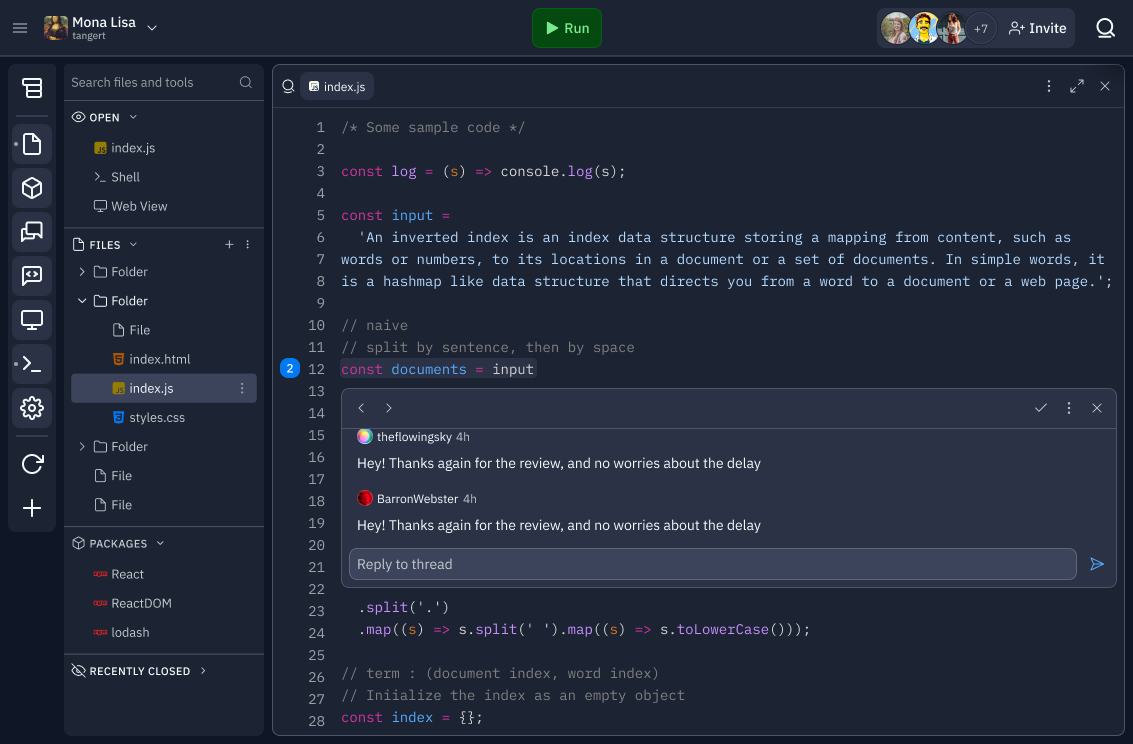 Mona Lisa
tangert
Run
+7
Invite
Search files and tools
OPEN
index.js
Shell
Web View
FILES
Folder
Folder
File
index.html
index.js
styles.css
Folder
File
File
PACKAGES
React
ReactDOM
lodash
RECENTLY CLOSED
index.js
1 /* Some sample code */
2
3 const log = (s) => console.log(s);
4
5 const input =
6 'An inverted index is an index data structure storing a mapping from content, such as
7 words or numbers, to its locations in a document or a set of documents. In simple words, it
8 is a hashmap like data structure that directs you from a word to a document or a web page.';
9
10 // naive
11 // split by sentence, then by space
2 12 const documents = input
13
14
15
16
17
18
19
20
21
22
theflowingsky 4h
Hey! Thanks again for the review, and no worries about the delay
BarronWebster 4h
Hey! Thanks again for the review, and no worries about the delay
Reply to thread
23 .split('.')
24 .map((s) => s.split(' ').map((s) => s.toLowerCase()));
25
26 // term : (document index, word index)
27 // Iniialize the index as an empty object
28 const index = {};